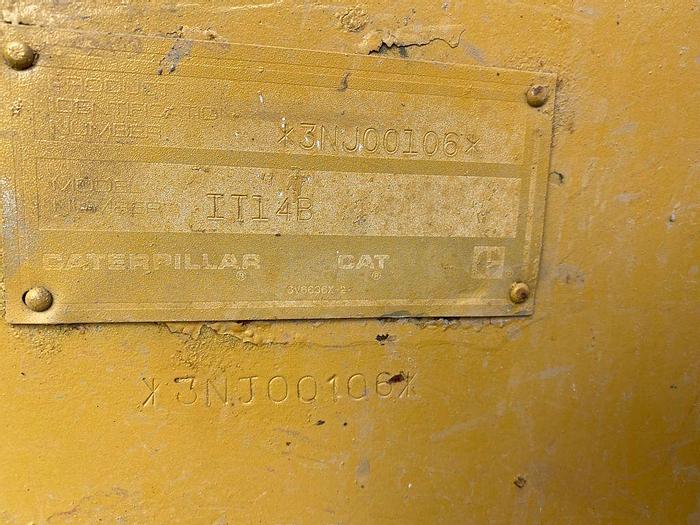 PRODUCT
IDENTIFICATION
NUMBER *3NJ00106*
MODEL
NUMBER IT14B
CATERPILLAR® CAT®
*3NJ00106*